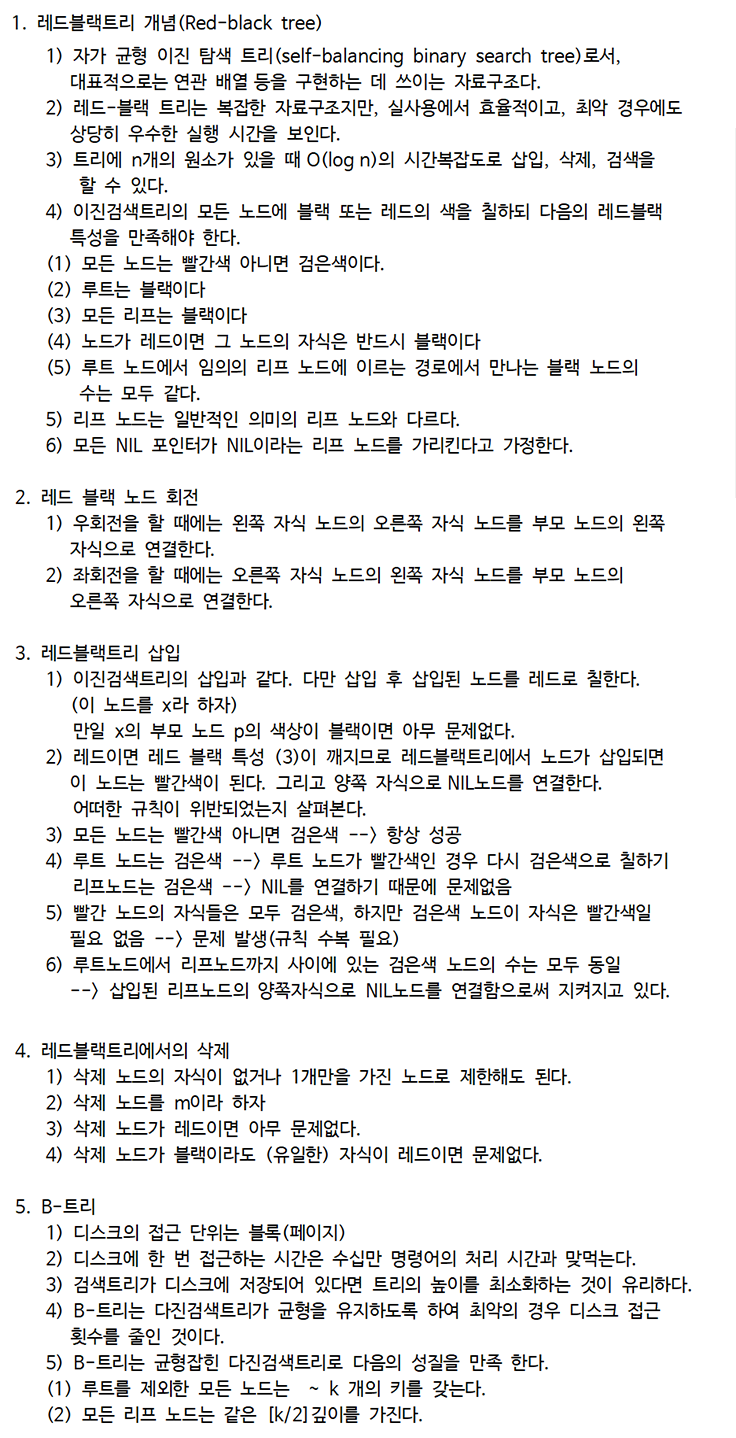 1. 레드블랙트리 개념(Red-black tree)
1) 자가 균형 이진 탐색 트리(self-balancing binary search tree)로서,
대표적으로는 연관 배열 등을 구현하는 데 쓰이는 자료구조다.
2) 레드-블랙 트리는 복잡한 자료구조지만, 실사용에서 효율적이고, 최악 경우에도
상당히 우수한 실행 시간을 보인다.
3) 트리에 n개의 원소가 있을 때 O(log n)의 시간복잡도로 삽입, 삭제, 검색을
할 수 있다.
4) 이진검색트리의 모든 노드에 블랙 또는 레드의 색을 칠하되 다음의 레드블랙
특성을 만족해야 한다.
(1) 모든 노드는 빨간색 아니면 검은색이다.
(2) 루트는 블랙이다
(3) 모든 리프는 블랙이다
(4) 노드가 레드이면 그 노드의 자식은 반드시 블랙이다
(5) 루트 노드에서 임의의 리프 노드에 이르는 경로에서 만나는 블랙 노드의
수는 모두 같다.
5) 리프 노드는 일반적인 의미의 리프 노드와 다르다.
6) 모든 NIL 포인터가 NIL이라는 리프 노드를 가리킨다고 가정한다.
2. 레드 블랙 노드 회전
1) 우회전을 할 때에는 왼쪽 자식 노드의 오른쪽 자식 노드를 부모 노드의 왼쪽
자식으로 연결한다.
2) 좌회전을 할 때에는 오른쪽 자식 노드의 왼쪽 자식 노드를 부모 노드의
오른쪽 자식으로 연결한다.
3. 레드블랙트리 삽입
1) 이진검색트리의 삽입과 같다. 다만 삽입 후 삽입된 노드를 레드로 칠한다.
(이 노드를 x라 하자)
만일 x의 부모 노드 p의 색상이 블랙이면 아무 문제없다.
2) 레드이면 레드 블랙 특성 (3)이 깨지므로 레드블랙트리에서 노드가 삽입되면
이 노드는 빨간색이 된다. 그리고 양쪽 자식으로 NIL노드를 연결한다.
어떠한 규칙이 위반되었는지 살펴본다.
3) 모든 노드는 빨간색 아니면 검은색 --> 항상 성공
4) 루트 노드는 검은색 --> 루트 노드가 빨간색인 경우 다시 검은색으로 칠하기
리프노드는 검은색 --> NIL를 연결하기 때문에 문제없음
5) 빨간 노드의 자식들은 모두 검은색, 하지만 검은색 노드이 자식은 빨간색일
필요 없음 --> 문제 발생(규칙 수복 필요)
6) 루트노드에서 리프노드까지 사이에 있는 검은색 노드의 수는 모두 동일
--> 삽입된 리프노드의 양쪽자식으로 NIL노드를 연결함으로써 지켜지고 있다.
4. 레드블랙트리에서의 삭제
1) 삭제 노드의 자식이 없거나 1개만을 가진 노드로 제한해도 된다.
2) 삭제 노드를 m이라 하자
3) 삭제 노드가 레드이면 아무 문제없다.
4) 삭제 노드가 블랙이라도 (유일한) 자식이 레드이면 문제없다.
5. B-트리
1) 디스크의 접근 단위는 블록(페이지)
2) 디스크에 한 번 접근하는 시간은 수십만 명령어의 처리 시간과 맞먹는다.
3) 검색트리가 디스크에 저장되어 있다면 트리의 높이를 최소화하는 것이 유리하다.
4) B-트리는 다진검색트리가 균형을 유지하도록 하여 최악의 경우 디스크 접근
횟수를 줄인 것이다.
5) B-트리는 균형잡힌 다진검색트리로 다음의 성질을 만족 한다.
(1) 루트를 제외한 모든 노드는 ~ k 개의 키를 갖는다.
(2) 모든 리프 노드는 같은 [k/2]깊이를 가진다.